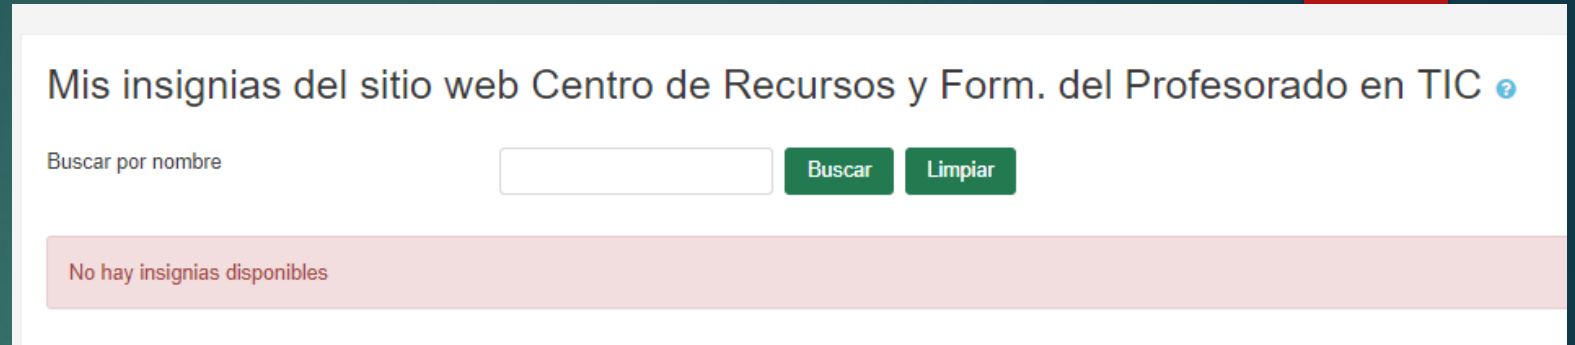 Mis insignias del sitio web Centro de Recursos y Form. del Profesorado en TIC ?
Buscar por nombre Buscar Limpiar
No hay insignias disponibles